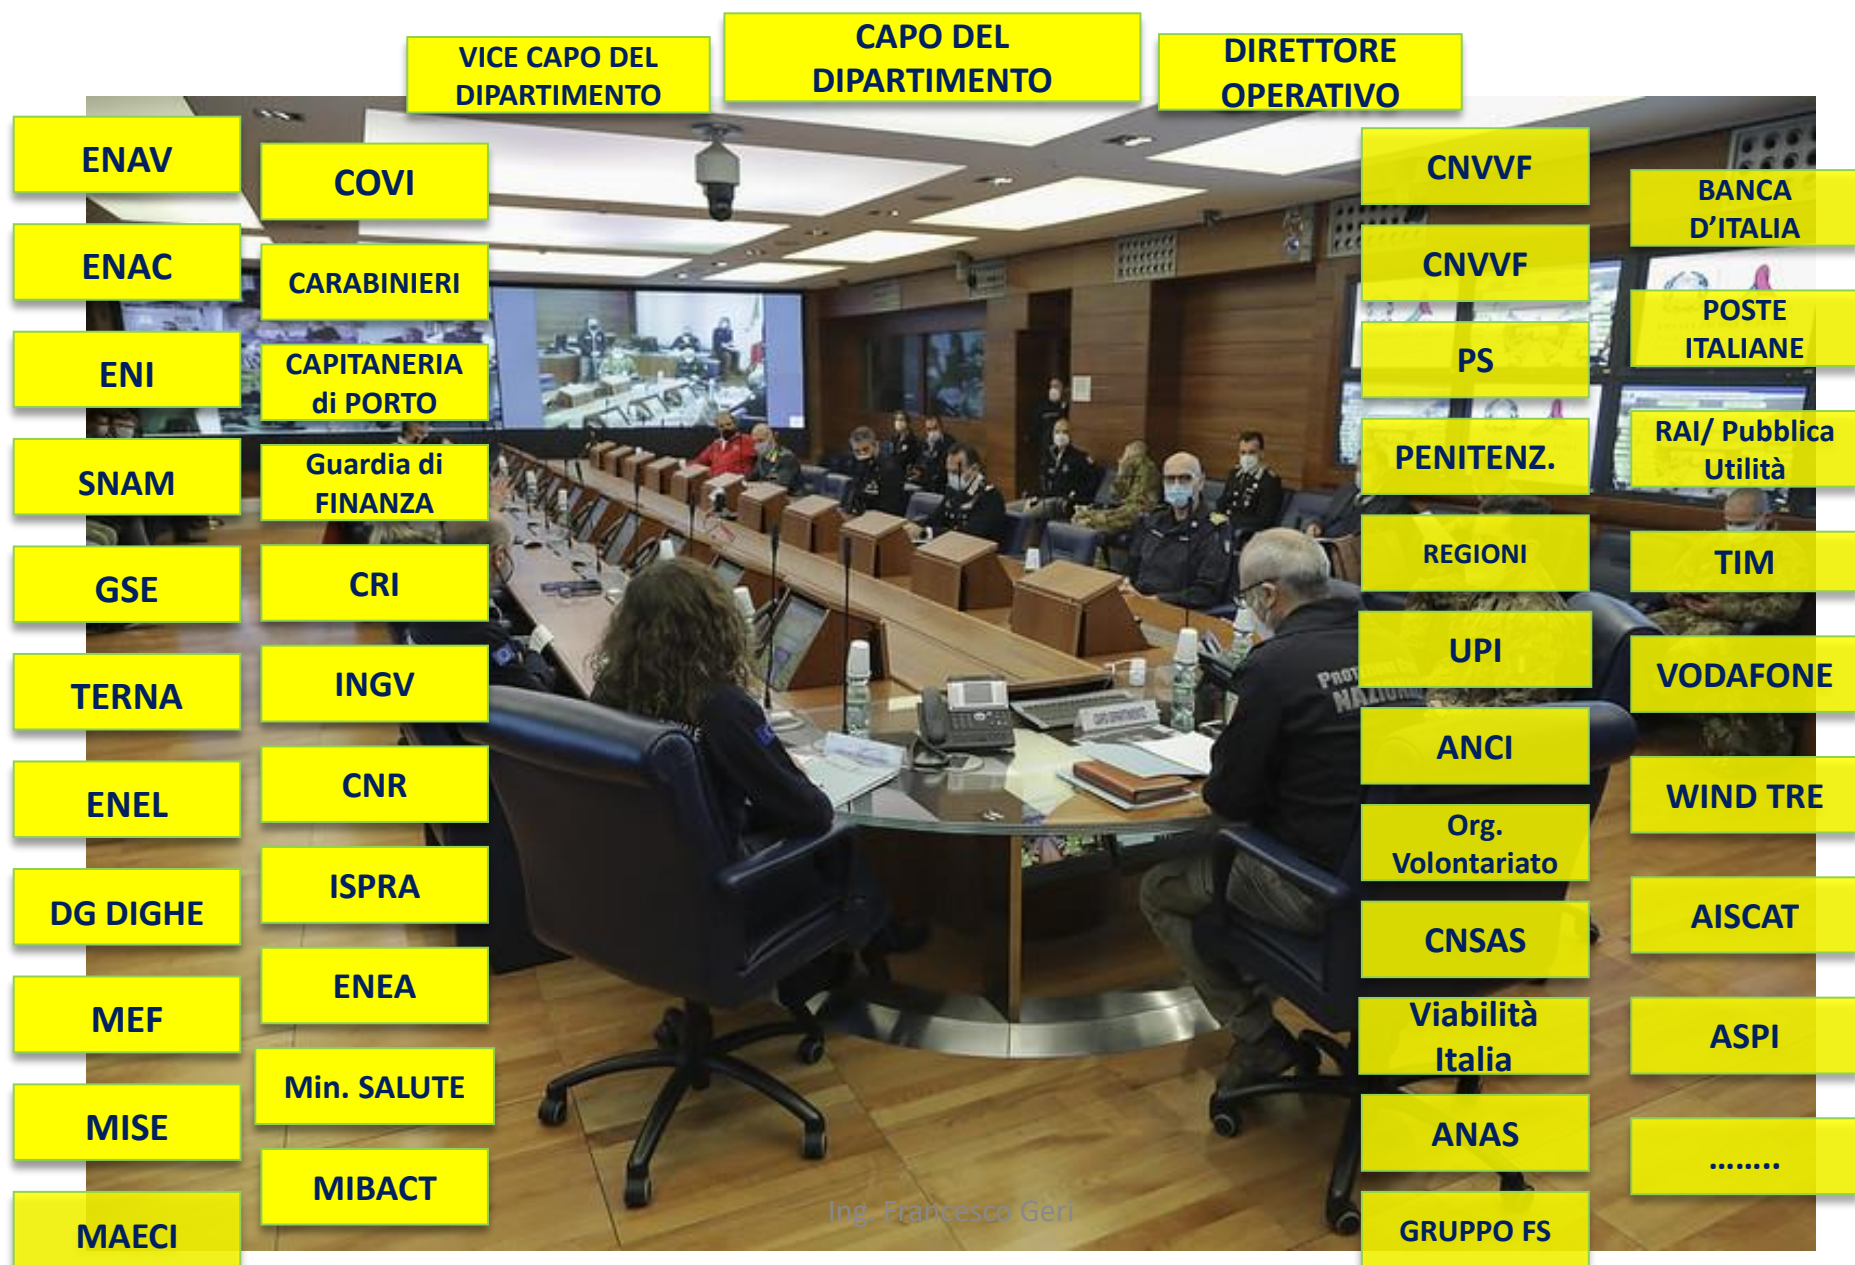 VICE CAPO DEL
DIPARTIMENTO
CAPO DEL
DIPARTIMENTO
DIRETTORE
OPERATIVO
ENAV
ENAC
ENI
SNAM
GSE
TERNA
ENEL
DG DIGHE
MEF
MISE
MAECI
COVI
CARABINIERI
CAPITANERIA
di PORTO
Guardia di
FINANZA
CRI
INGV
CNR
ISPRA
ENEA
Min. SALUTE
MIBACT
CNVVF
CNVVF
PS
PENITENZ.
REGIONI
UPI
ANCI
Org.
Volontariato
CNSAS
Viabilità
Italia
ANAS
GRUPPO FS
BANCA
D’ITALIA
POSTE
ITALIANE
RAI/ Pubblica
Utilità
TIM
VODAFONE
WIND TRE
AISCAT
ASPI
……..
CAPO DIPARTIMENTO
Ing. Francesco Geri